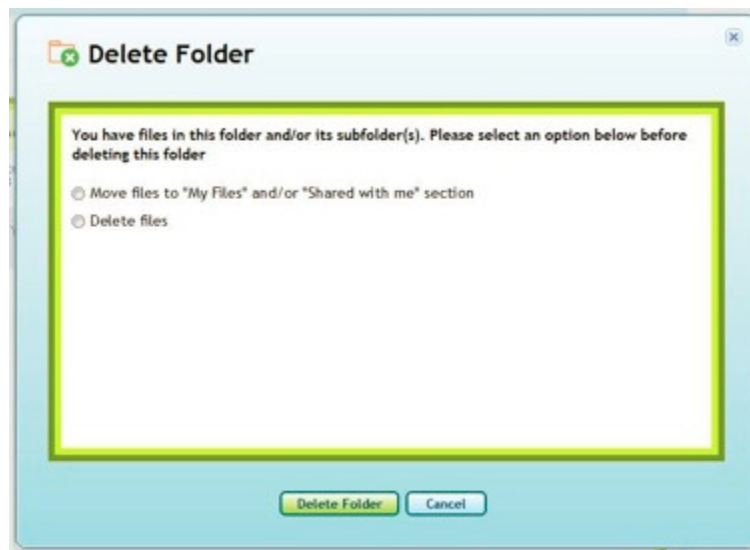 Delete Folder
You have files in this folder and/or its subfolder(s). Please select an option below before
deleting this folder
Move files to "My Files" and/or "Shared with me" section
Delete files
Delete Folder
Cancel